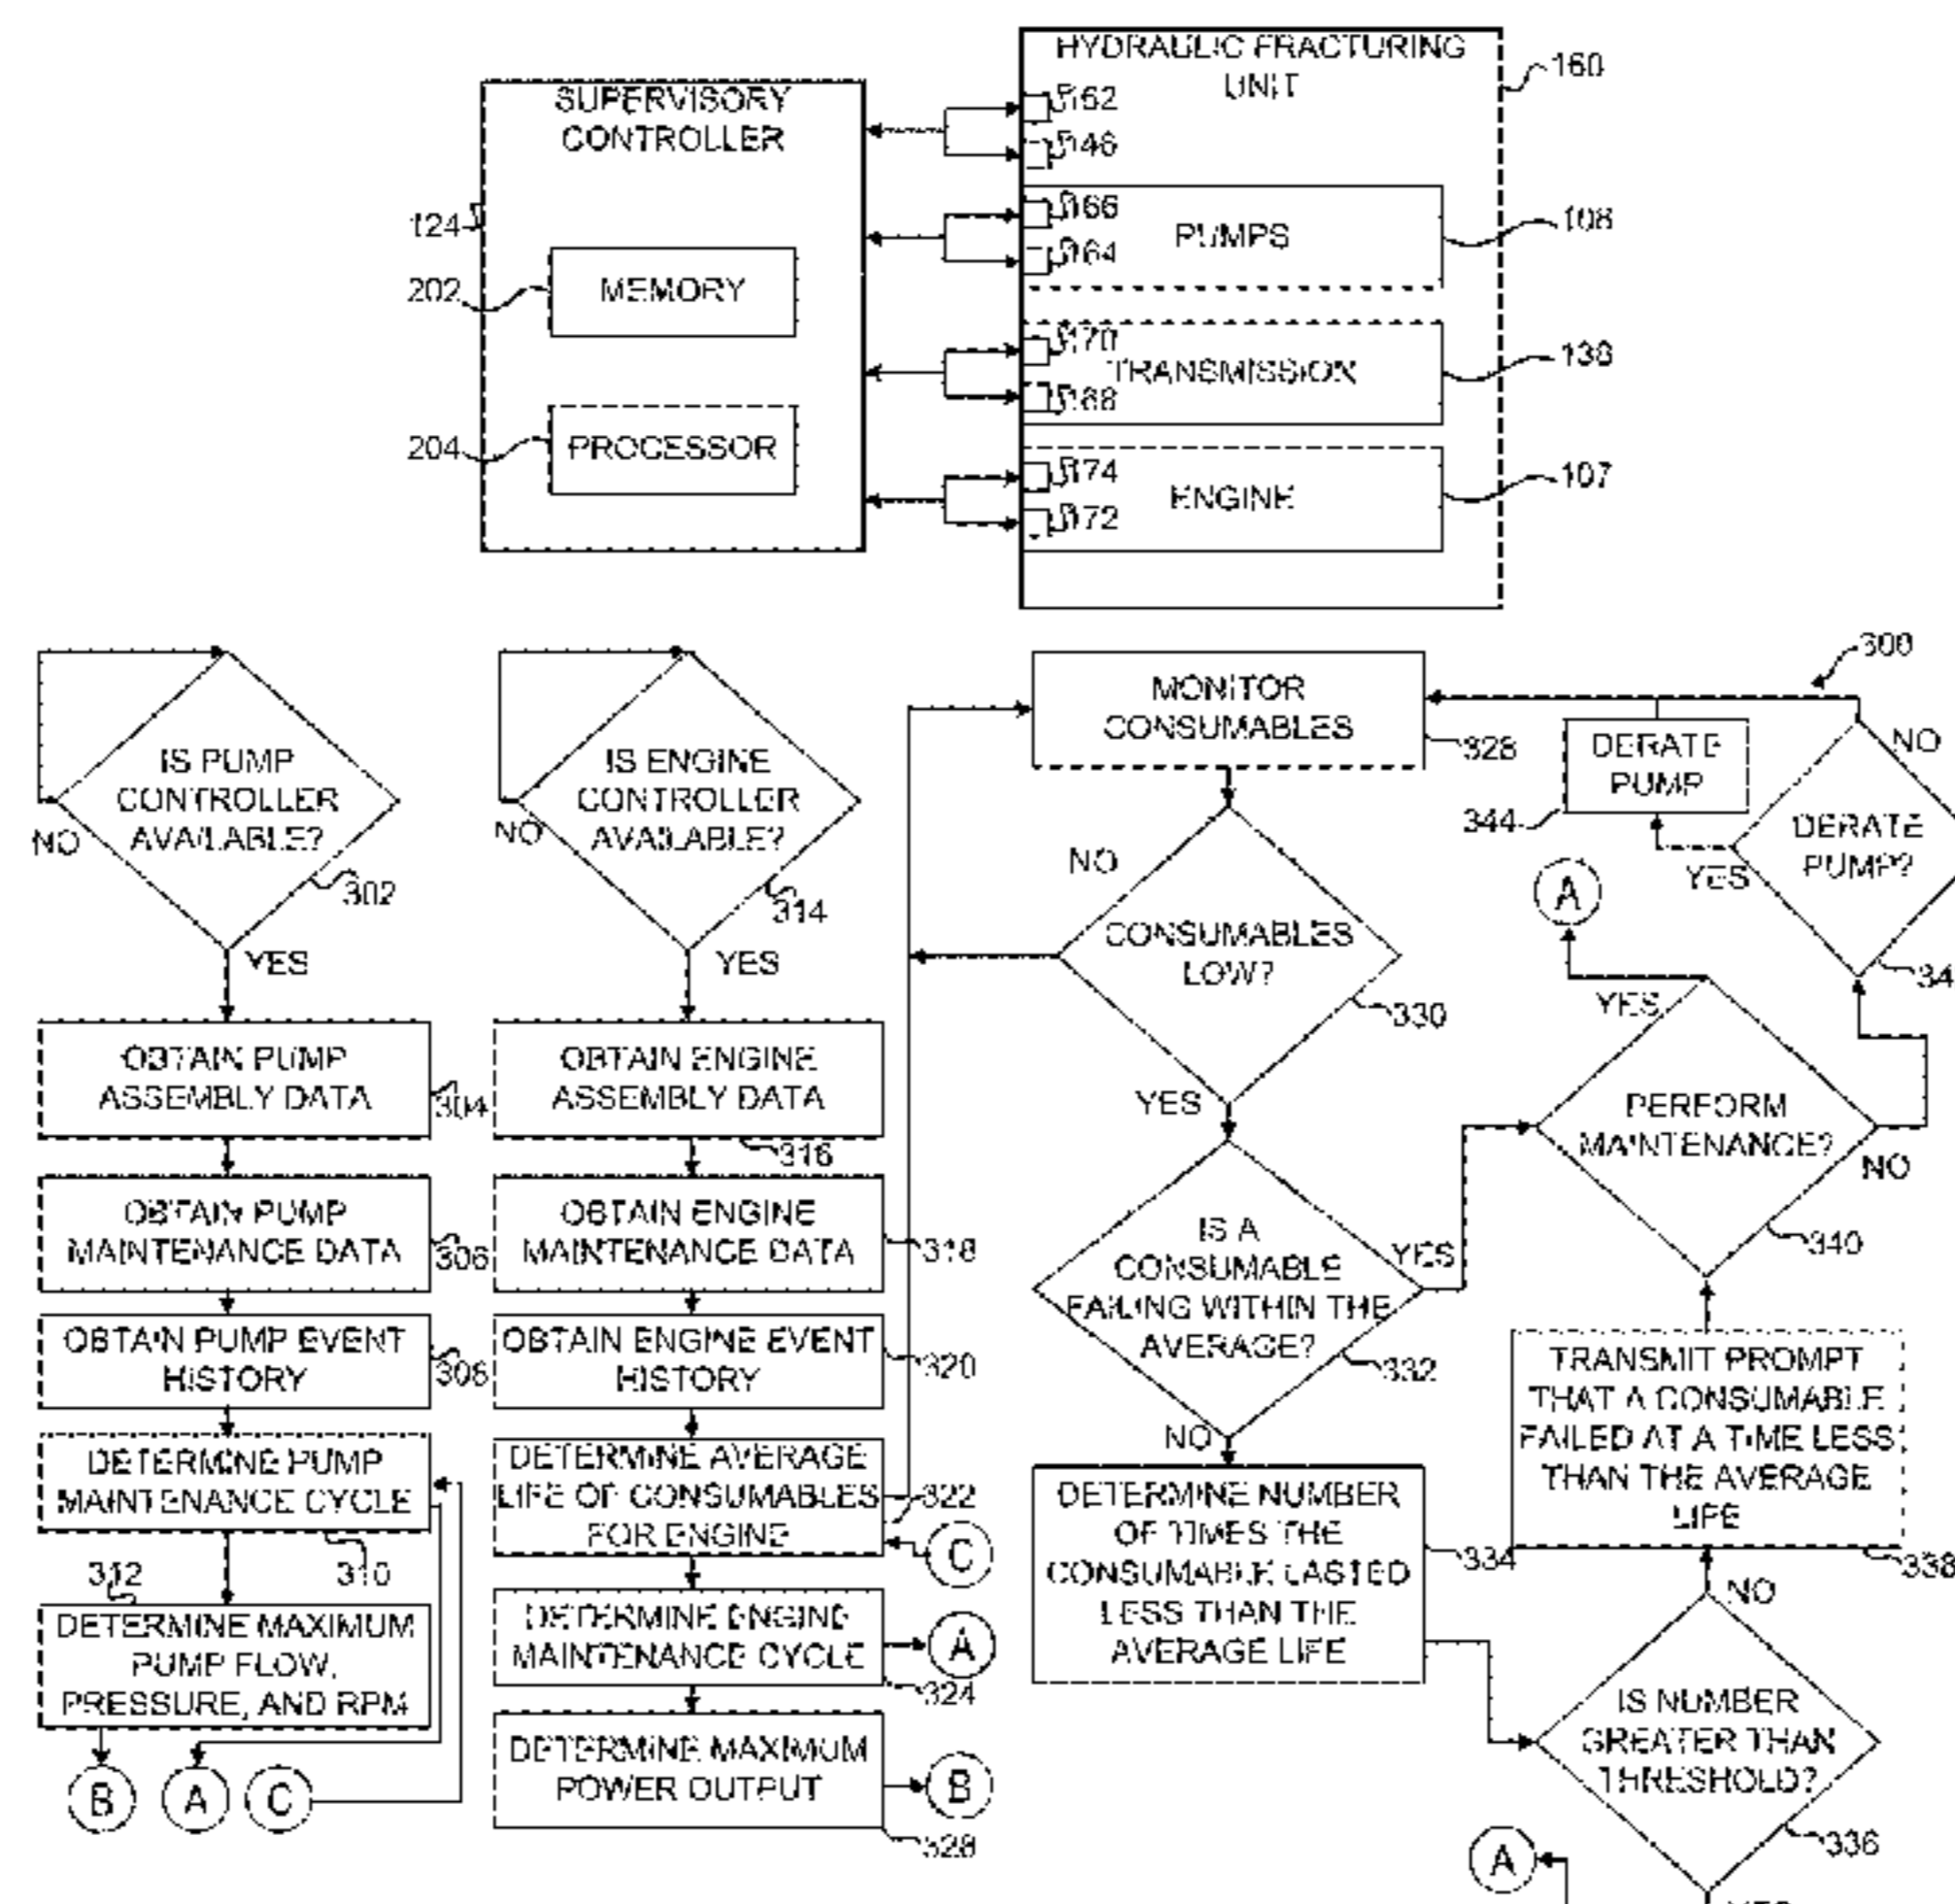 HYDRAULIC FRACTURING
UNIT
160
SUPERVISORY
CONTROLLER
162
146
124
166
164
PUMPS
108
202
MEMORY
170
168
TRANSMISSION
138
204
PROCESSOR
174
172
ENGINE
107
300
IS PUMP
CONTROLLER
AVAILABLE?
NO
302
YES
OBTAIN PUMP
ASSEMBLY DATA
304
OBTAIN PUMP
MAINTENANCE DATA
306
OBTAIN PUMP EVENT
HISTORY
308
DETERMINE PUMP
MAINTENANCE CYCLE
312
310
DETERMINE MAXIMUM
PUMP FLOW,
PRESSURE, AND RPM
B
A
C
IS ENGINE
CONTROLLER
AVAILABLE?
NO
314
YES
OBTAIN ENGINE
ASSEMBLY DATA
316
OBTAIN ENGINE
MAINTENANCE DATA
318
OBTAIN ENGINE EVENT
HISTORY
320
DETERMINE AVERAGE
LIFE OF CONSUMABLES
FOR ENGINE
322
C
DETERMINE ENGINE
MAINTENANCE CYCLE
A
324
DETERMINE MAXIMUM
POWER OUTPUT
B
328
MONITOR
CONSUMABLES
328
NO
CONSUMABLES
LOW?
330
YES
IS A
CONSUMABLE
FAILING WITHIN THE
AVERAGE?
YES
332
NO
DETERMINE NUMBER
OF TIMES THE
CONSUMABLE LASTED
LESS THAN THE
AVERAGE LIFE
334
DERATE
PUMP
344
NO
DERATE
PUMP?
YES
34
A
YES
PERFORM
MAINTENANCE?
NO
340
TRANSMIT PROMPT
THAT A CONSUMABLE
FAILED AT A TIME LESS
THAN THE AVERAGE
LIFE
338
NO
IS NUMBER
GREATER THAN
THRESHOLD?
336
A